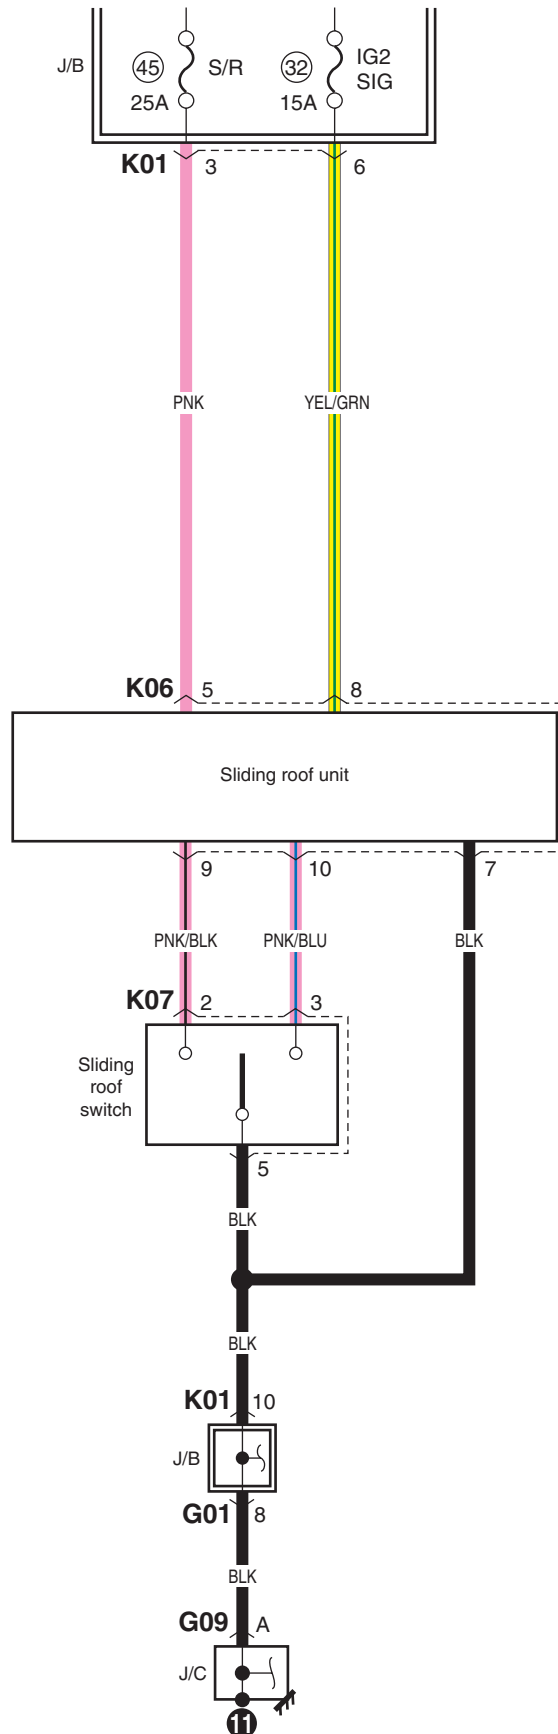 J/B 45 S/R 32 IG2
SIG
25A 15A
K01 3 6
PNK YEL/GRN
K06 5 8
Sliding roof unit
9 10 7
PNK/BLK PNK/BLU BLK
K07 2 3
Sliding
roof
switch
5
BLK
BLK
K01 10
J/B
G01 8
BLK
G09 A
J/C
11